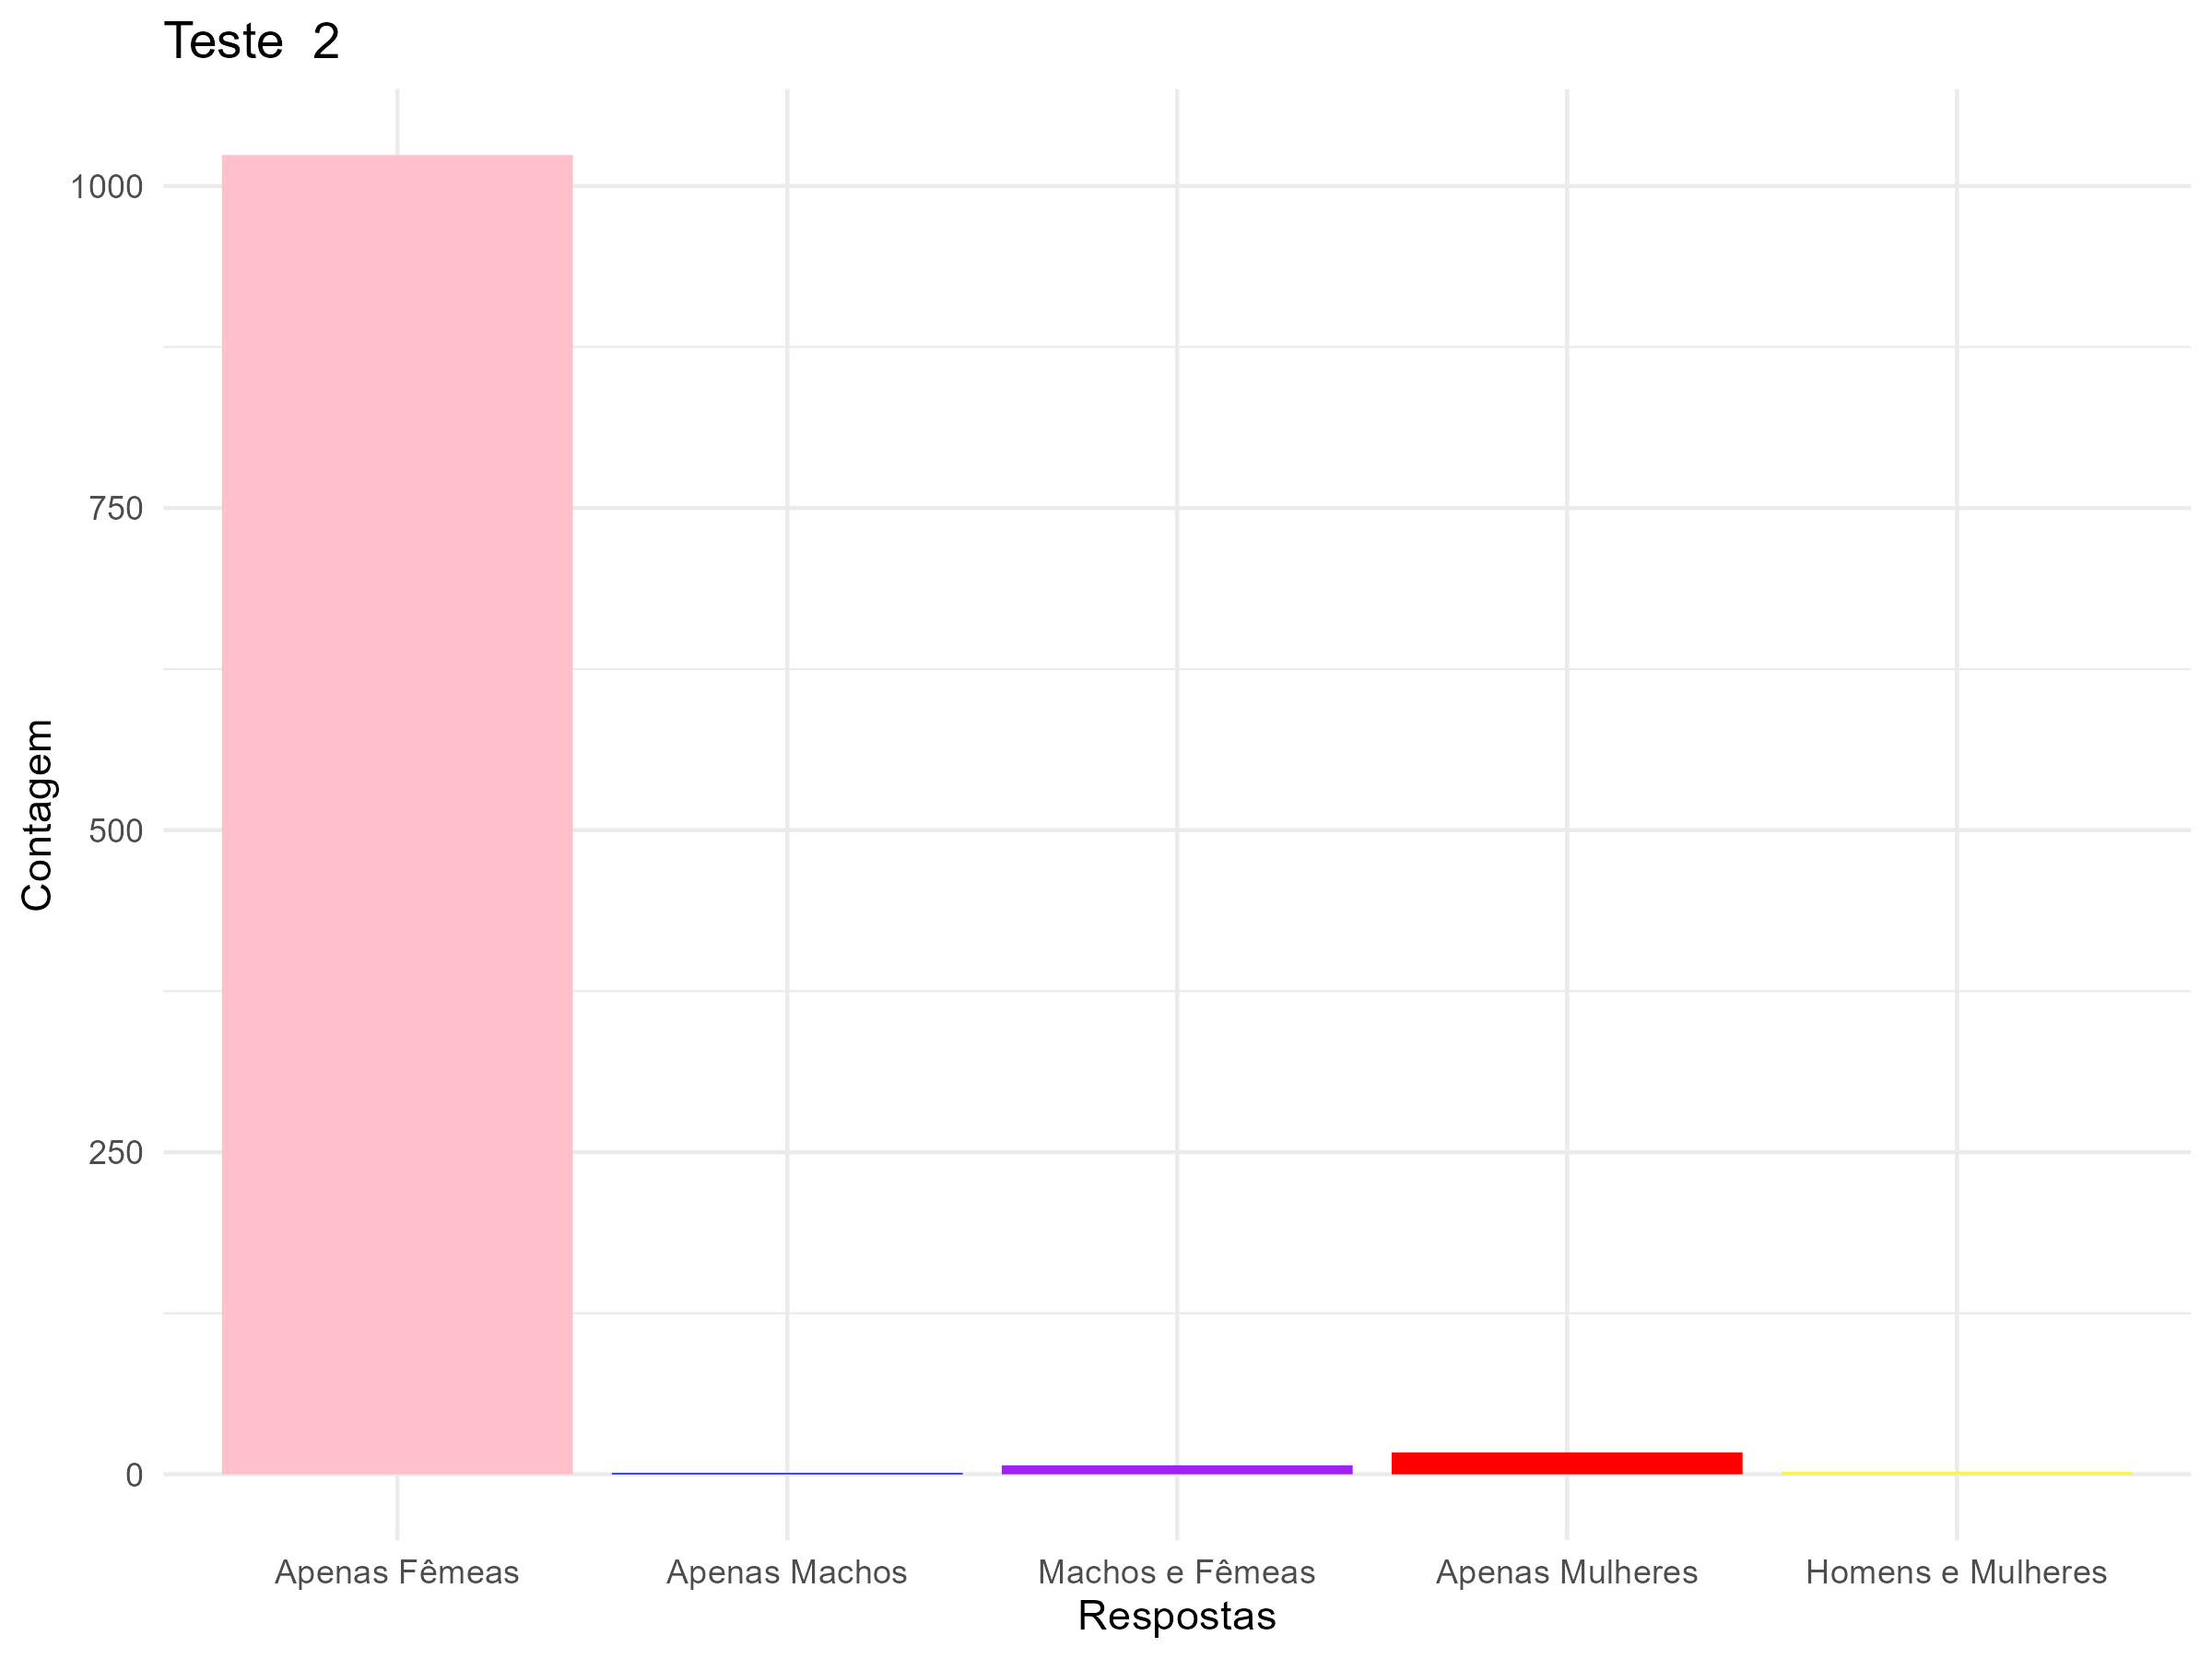 Teste  2
Contagem
1000
750
500
250
0
Apenas Fêmeas
Apenas Machos
Machos e Fêmeas
Apenas Mulheres
Homens e Mulheres
Respostas